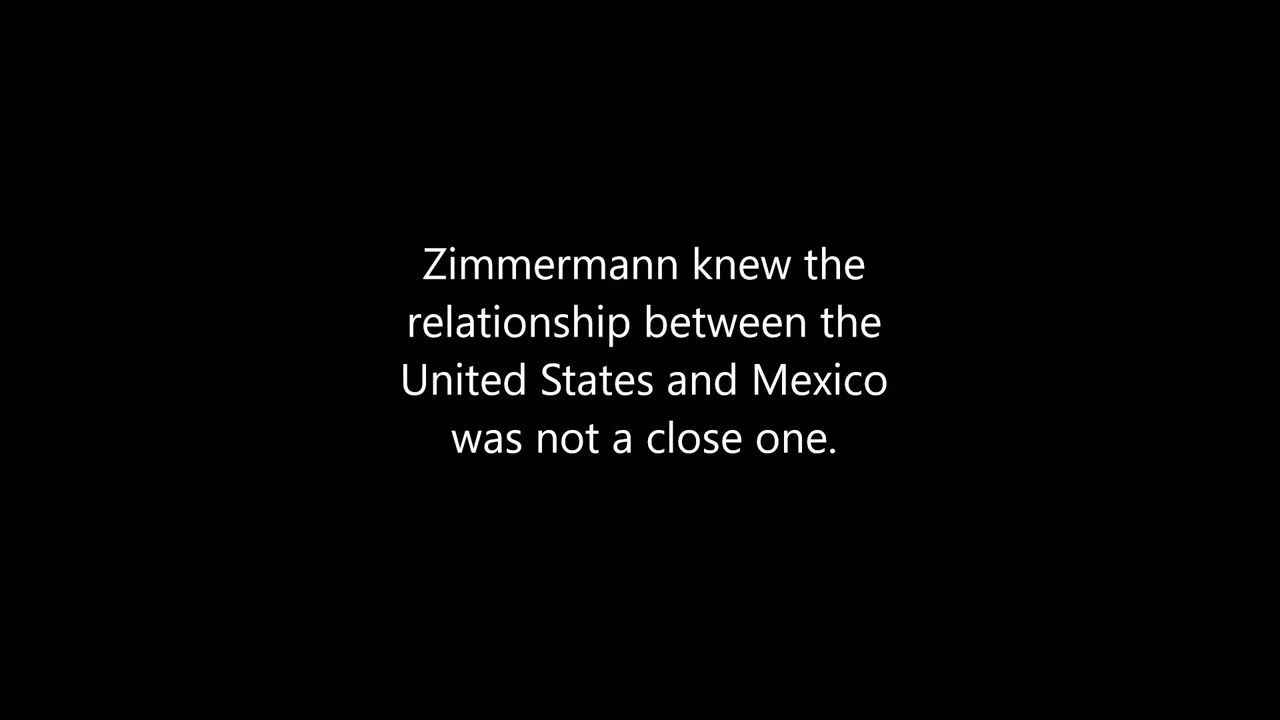 Zimmermann knew the
relationship between the
United States and Mexico
was not a close one.